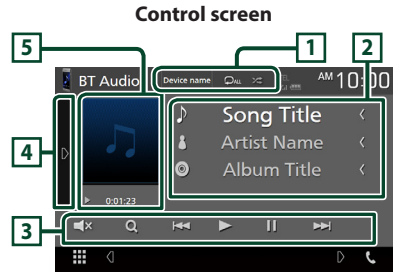 Control screen
5
1
2
BT Audio
Device name
ALL
AM 10:00
Song Title
Artist Name
Album Title
4
0:01:23
3